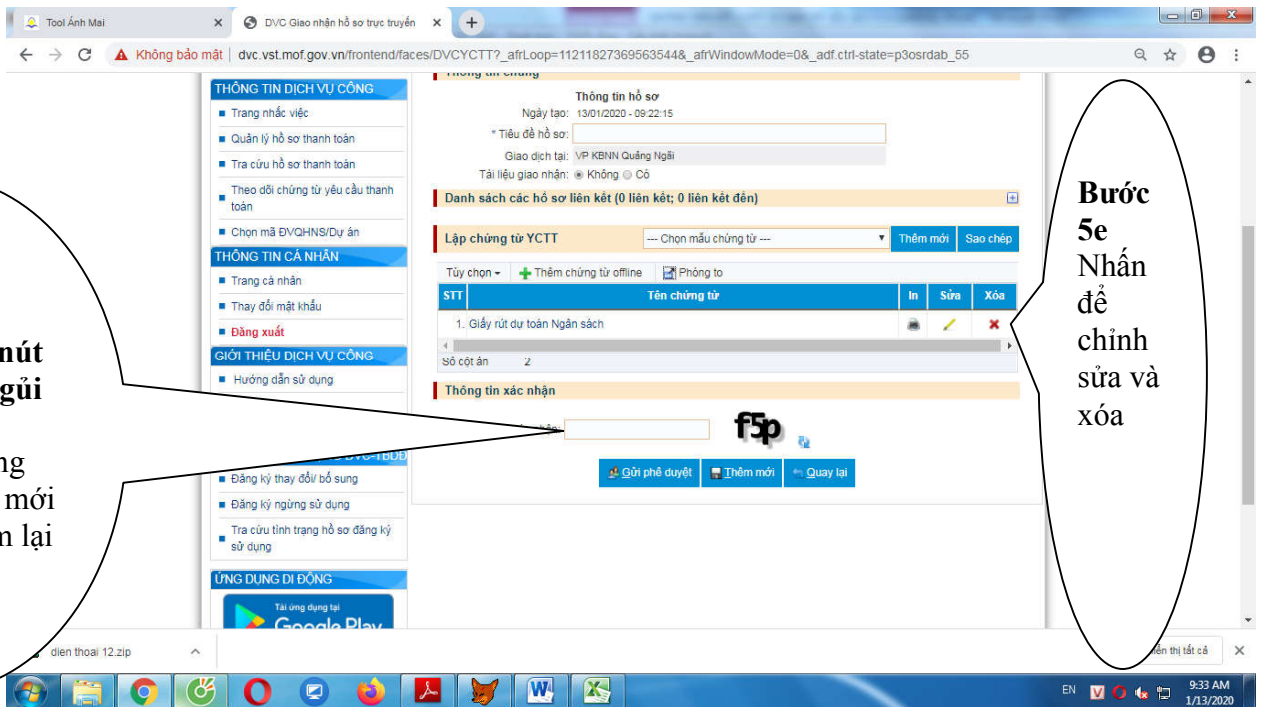 Tool Ánh Mai
DVC Giao nhận hồ sơ trực tuyến
Không bảo mật
dvc.vst.mof.gov.vn/frontend/faces/DVCYCTT?_afrLoop=11211827369563544&_afrWindowMode=0&_adf.ctrl-state=p3osrdab_55
THÔNG TIN DỊCH VỤ CÔNG
Trang nhắc việc
Quản lý hồ sơ thanh toán
Tra cứu hồ sơ thanh toán
Theo dõi chứng từ yêu cầu thanh
toán
Chọn mã ĐVQHNS/Dự án
THÔNG TIN CÁ NHÂN
Trang cá nhân
Thay đổi mật khẩu
Đăng xuất
GIỚI THIỆU DỊCH VỤ CÔNG
Hướng dẫn sử dụng
Đăng ký thay đổi/ bổ sung
Đăng ký ngừng sử dụng
Tra cứu tình trạng hồ sơ đăng ký
sử dụng
ỨNG DỤNG DI ĐỘNG
Tải ứng dụng tại
Google Play
Thông tin chung
Thông tin hồ sơ
Ngày tạo: 13/01/2020 - 09:22:15
* Tiêu đề hồ sơ:
Giao dịch tại: VP KBNN Quảng Ngãi
Tài liệu giao nhận: Không Có
Danh sách các hồ sơ liên kết (0 liên kết; 0 liên kết đến)
Lập chứng từ YCTT --- Chọn mẫu chứng từ --- Thêm mới Sao chép
Tùy chọn Thêm chứng từ offline Phóng to
STT Tên chứng từ In Sửa Xóa
1. Giấy rút dự toán Ngân sách
Số cột ẩn 2
Thông tin xác nhận
f5p
Gửi phê duyệt Thêm mới Quay lại
nút
gủi
ng
mới
lại
Bước
5e
Nhấn
để
chỉnh
sửa và
xóa
dien thoai 12.zip
thị tất cả
EN
9:33 AM
1/13/2020